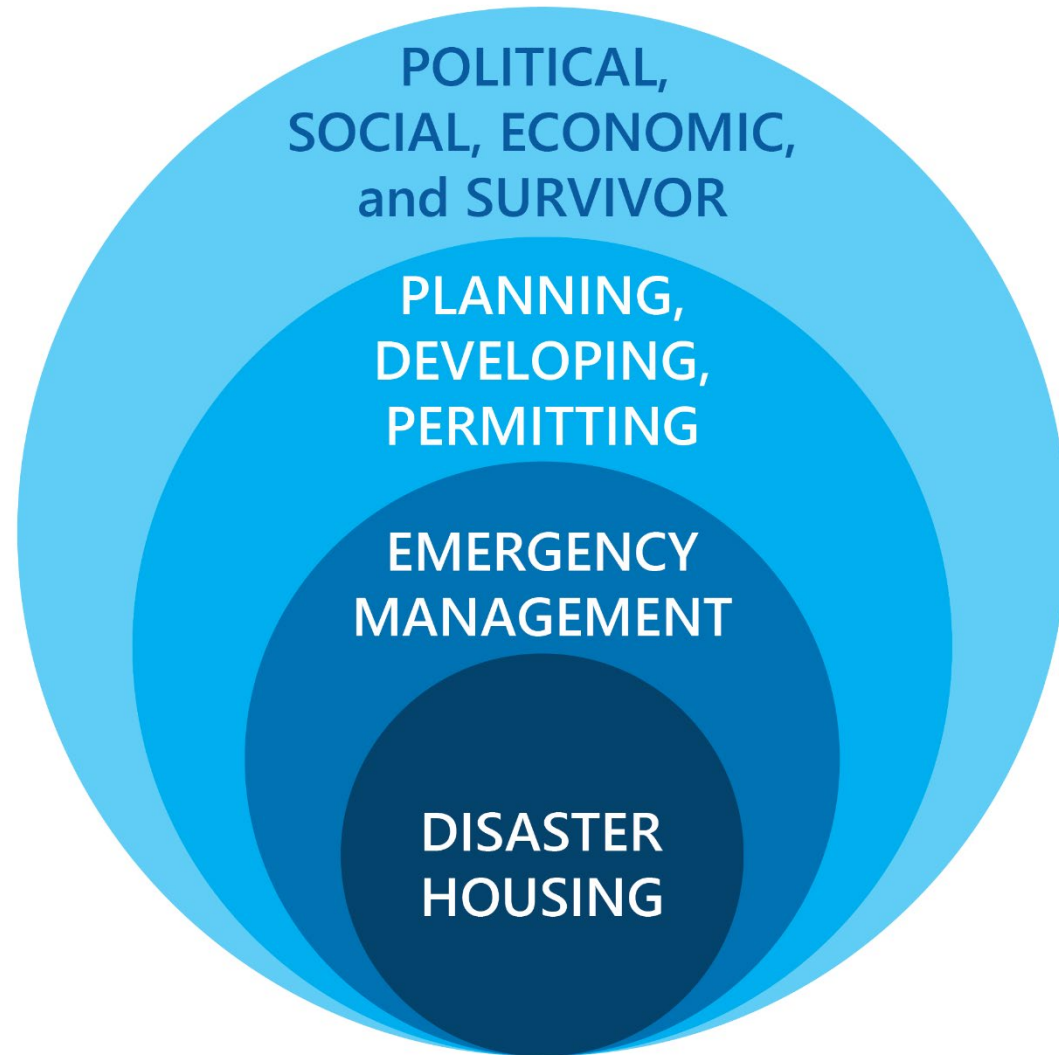 POLITICAL,
SOCIAL, ECONOMIC,
and SURVIVOR
PLANNING,
DEVELOPING,
PERMITTING
EMERGENCY
MANAGEMENT
DISASTER
HOUSING